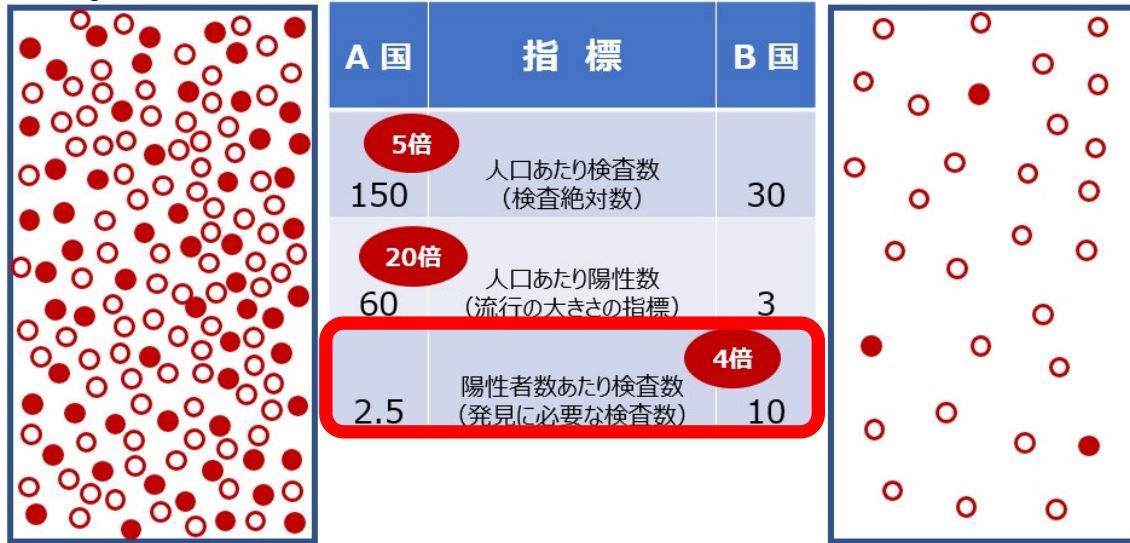 A 国 指 標 B 国
5倍
人口あたり検査数
150 （検査絶対数） 30
20倍
人口あたり陽性数
60 （流行の大きさの指標） 3
4倍
陽性者数あたり検査数
2.5 （発見に必要な検査数） 10